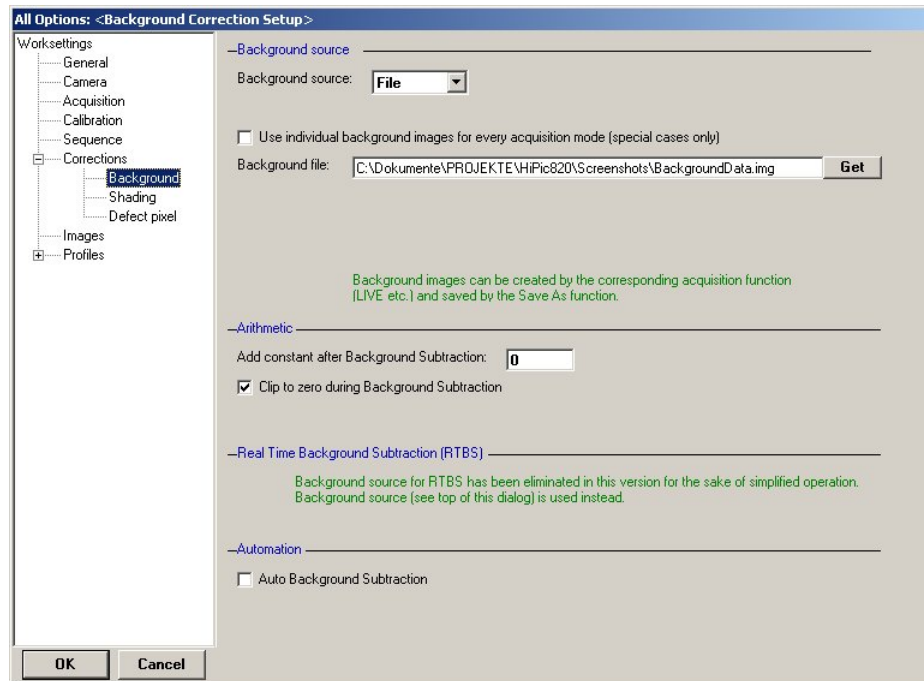 All Options: <Background Correction Setup>
Worksettings
General
Camera
Acquisition
Calibration
Sequence
Corrections
Background
Shading
Defect pixel
Images
Profiles
Background source
Background source:
File
Use individual background images for every acquisition mode (special cases only)
Background file:
C:\Dokumente\PROJEKTE\HiPic820\Screenshots\BackgroundData.img
Get
Background images can be created by the corresponding acquisition function
(LIVE etc.) and saved by the Save As function.
Arithmetic
Add constant after Background Subtraction:
0
Clip to zero during Background Subtraction
Real Time Background Subtraction (RTBS)
Background source for RTBS has been eliminated in this version for the sake of simplified operation.
Background source (see top of this dialog) is used instead.
Automation
Auto Background Subtraction
OK
Cancel